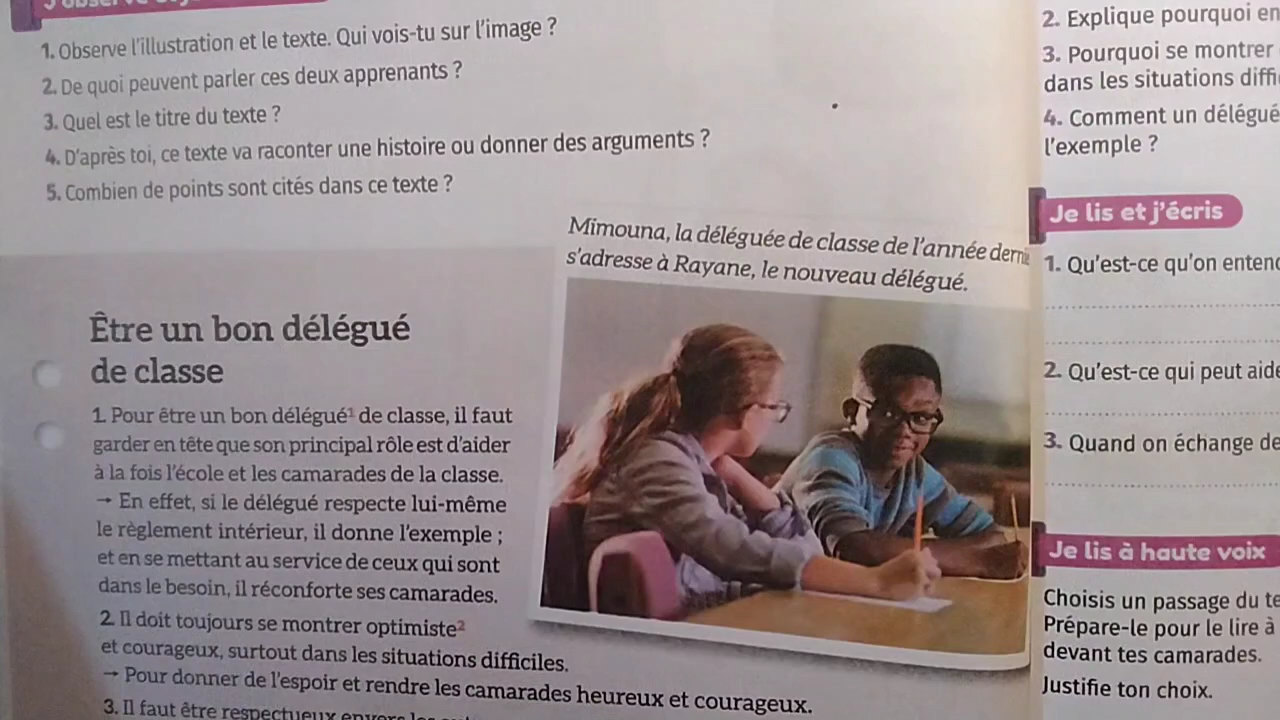 1. Observe l'illustration et le texte. Qui vois-tu sur l'image ?
2. De quoi peuvent parler ces deux apprenants ?
3. Quel est le titre du texte ?
4. D'après toi, ce texte va raconter une histoire ou donner des arguments ?
5. Combien de points sont cités dans ce texte ?
Mimouna, la déléguée de classe de l'année
s'adresse à Rayane, le nouveau délégué.
Être un bon délégué
de classe
1. Pour être un bon délégué¹ de classe, il faut
garder en tête que son principal rôle est d'aider
à la fois l'école et les camarades de la classe.
→ En effet, si le délégué respecte lui-même
le règlement intérieur, il donne l'exemple ;
et en se mettant au service de ceux qui sont
dans le besoin, il réconforte ses camarades.
2. Il doit toujours se montrer optimiste²
et courageux, surtout dans les situations difficiles.
→ Pour donner de l'espoir et rendre les camarades heureux et courageux.
3. Il faut être respectueux
2. Explique pourquoi en
3. Pourquoi se montrer
dans les situations
4. Comment un délégué
l'exemple ?
Je lis et j'écris
1. Qu'est-ce qu'on
2. Qu'est-ce qui peut
3. Quand on échange
Je lis à haute voix
Choisis un passage du
Prépare-le pour le lire à
devant tes camarades.
Justifie ton choix.